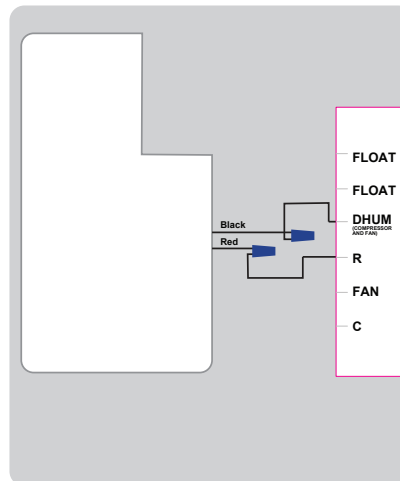 FLOAT
FLOAT
Black
DHUM
(COMPRESSOR
AND FAN)
Red
R
FAN
C